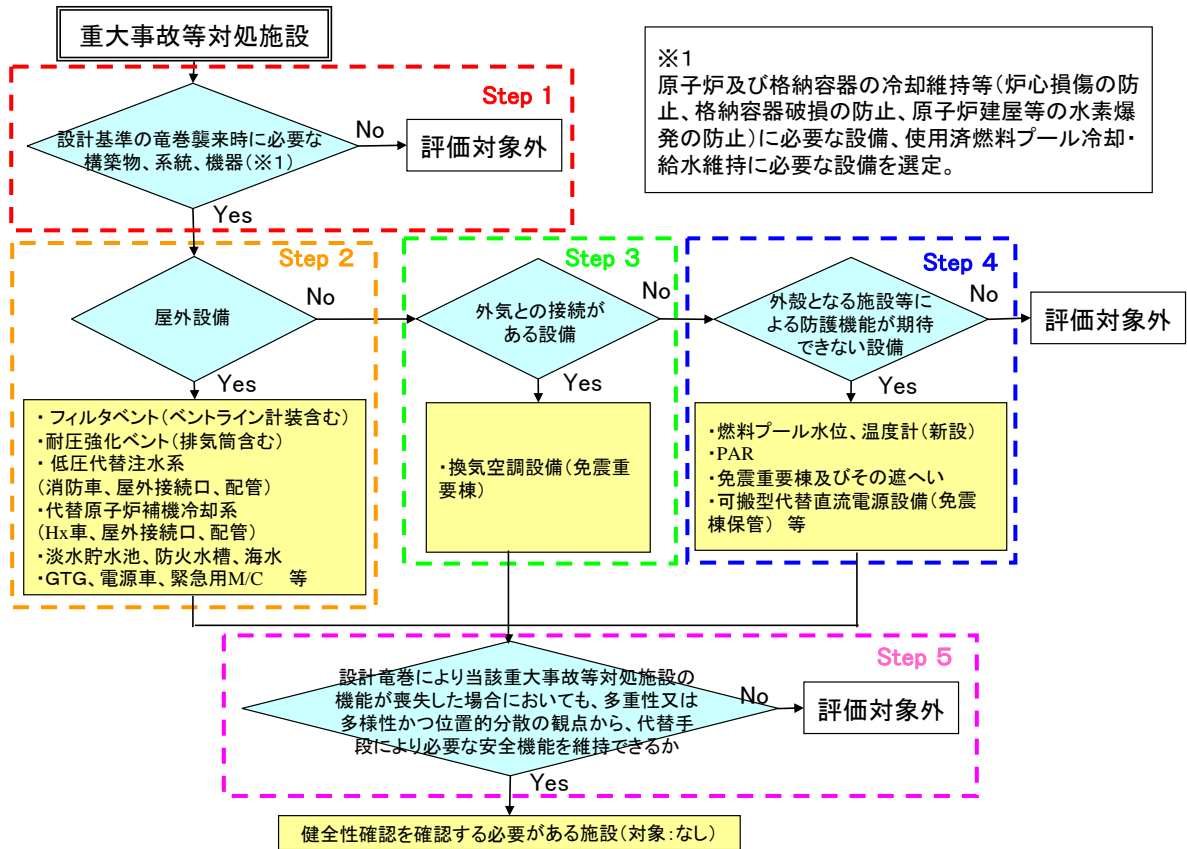 重大事故等対処施設
※1
原子炉及び格納容器の冷却維持等(炉心損傷の防
止、格納容器破損の防止、原子炉建屋等の水素爆
発の防止)に必要な設備、使用済燃料プール冷却・
給水維持に必要な設備を選定。
Step 1
設計基準の竜巻襲来時に必要な
構築物、系統、機器(※1)
No
評価対象外
Yes
Step 2
屋外設備
No
Yes
・フィルタベント(ベントライン計装含む)
・耐圧強化ベント(排気筒含む)
・低圧代替注水系
(消防車、屋外接続口、配管)
・代替原子炉補機冷却系
(Hx車、屋外接続口、配管)
・淡水貯水池、防火水槽、海水
・GTG、電源車、緊急用M/C 等
Step 3
外気との接続が
ある設備
No
Yes
・換気空調設備(免震重
要棟)
Step 4
外殻となる施設等に
よる防護機能が期待
できない設備
No
評価対象外
Yes
・燃料プール水位、温度計(新設)
・PAR
・免震重要棟及びその遮へい
・可搬型代替直流電源設備(免震
棟保管) 等
Step 5
設計竜巻により当該重大事故等対処施設の
機能が喪失した場合においても、多重性又は
多様性かつ位置的分散の観点から、代替手
段により必要な安全機能を維持できるか
No
評価対象外
Yes
健全性確認を確認する必要がある施設(対象:なし)